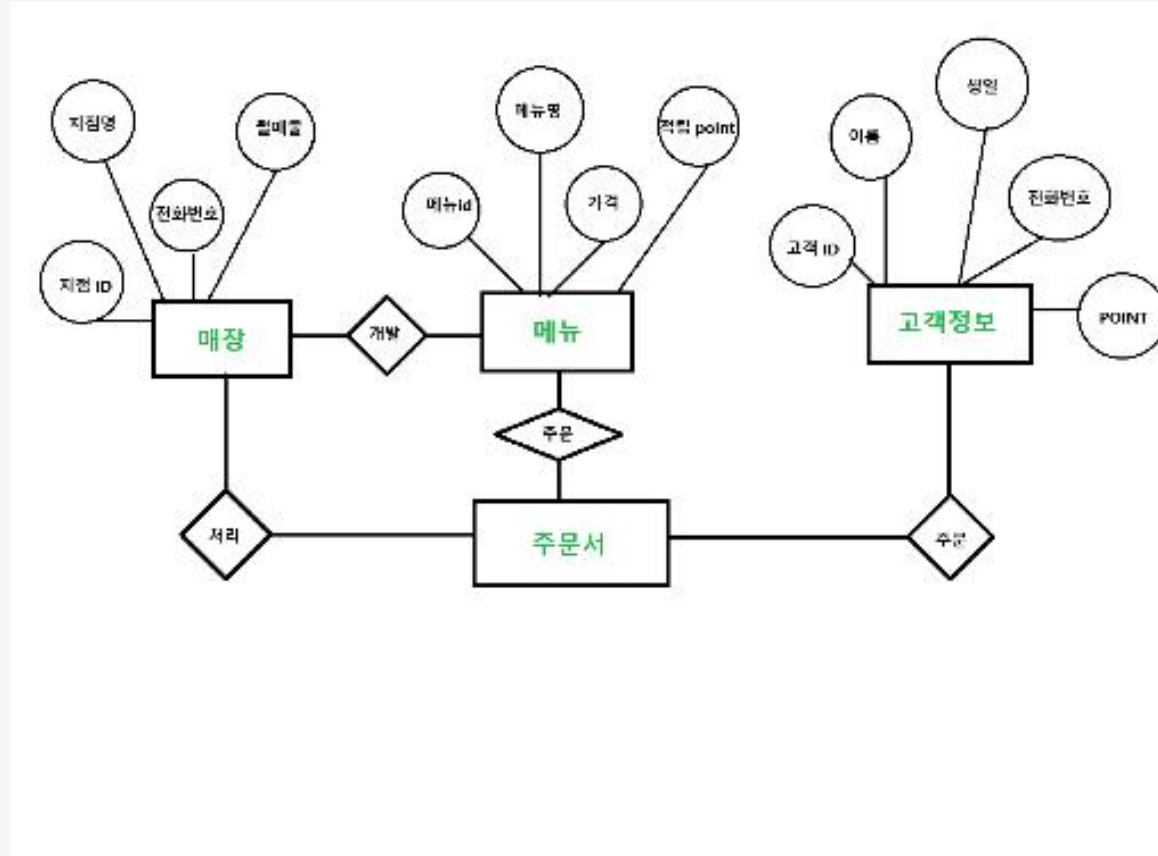 지점명
월매출
전화번호
지점 ID
매장
개발
메뉴명
적립 point
메뉴id
가격
메뉴
생일
이름
전화번호
고객 ID
고객정보
POINT
주문
처리
주문서
주문